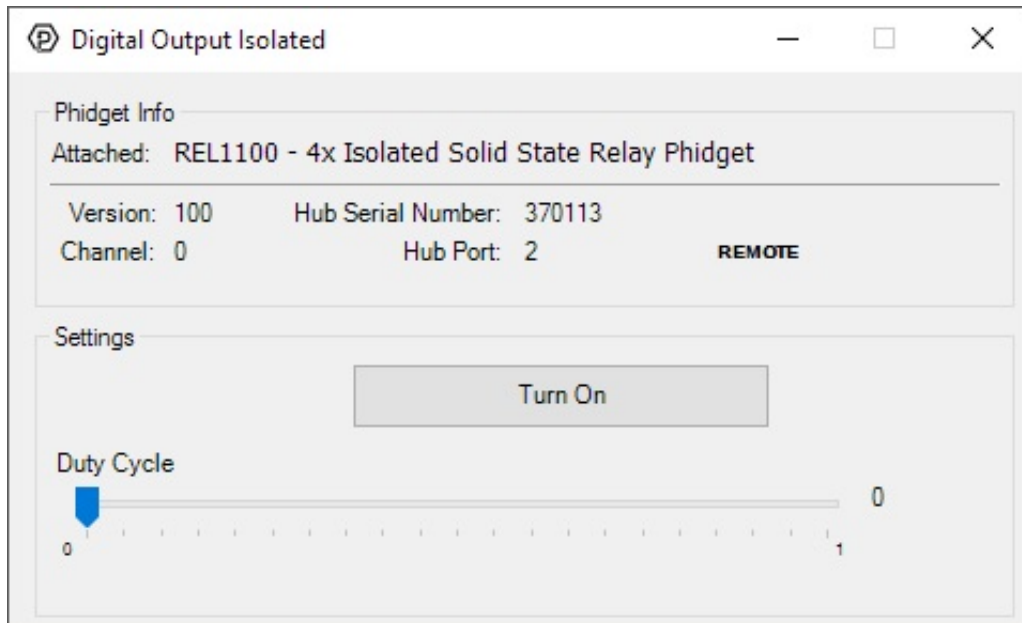 Digital Output Isolated
Phidget Info
Attached: REL1100 - 4x Isolated Solid State Relay Phidget
Version: 100 Hub Serial Number: 370113
Channel: 0 Hub Port: 2 REMOTE
Settings
Turn On
Duty Cycle
0
0 1